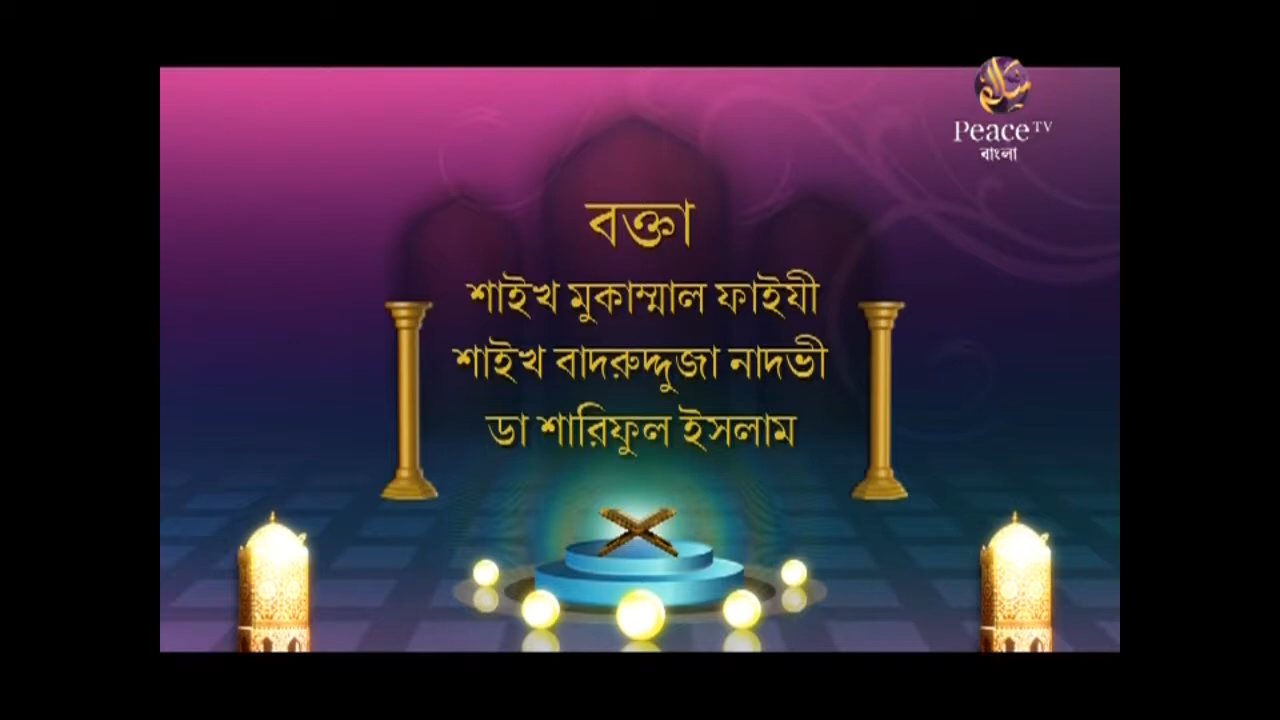 Peace TV
বাংলা
বক্তা
শাইখ মুকাম্মাল ফাইযী
শাইখ বাদরুদ্দুজা নাদভী
ডা শারিফুল ইসলাম